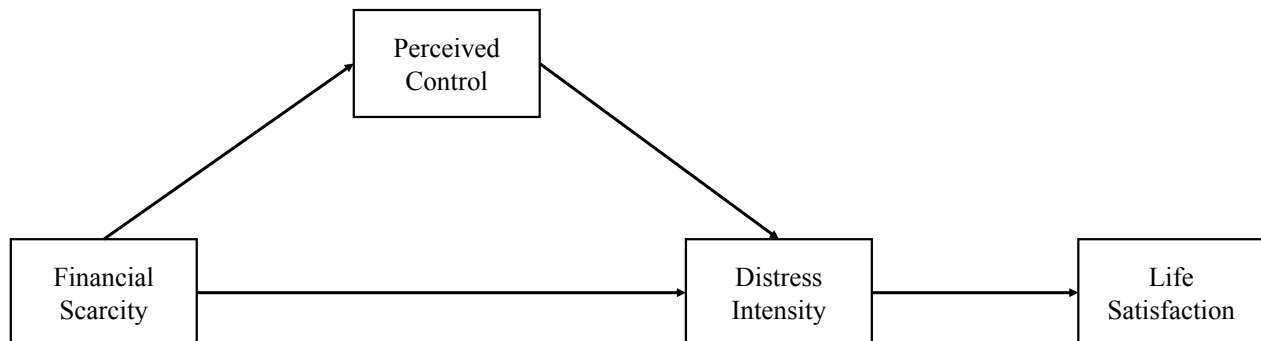 Perceived
Control
Financial
Scarcity
Distress
Intensity
Life
Satisfaction